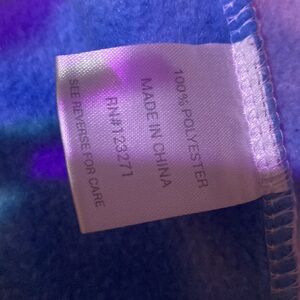 100% POLYESTER
MADE IN CHINA
RN#123271
SEE REVERSE FOR CARE